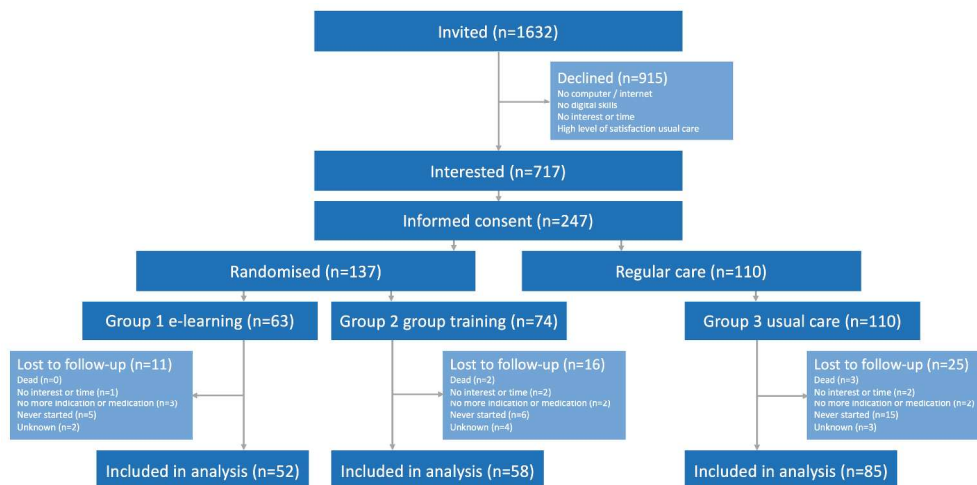 Invited (n=1632)
Declined (n=915)
No computer / internet
No digital skills
No interest or time
High level of satisfaction usual care
Interested (n=717)
Informed consent (n=247)
Randomised (n=137)
Regular care (n=110)
Group 1 e-learning (n=63)
Group 2 group training (n=74)
Group 3 usual care (n=110)
Lost to follow-up (n=11)
Dead (n=0)
No interest or time (n=1)
No more indication or medication (n=3)
Never started (n=5)
Unknown (n=2)
Lost to follow-up (n=16)
Dead (n=2)
No interest or time (n=2)
No more indication or medication (n=2)
Never started (n=6)
Unknown (n=4)
Lost to follow-up (n=25)
Dead (n=3)
No interest or time (n=2)
No more indication or medication (n=2)
Never started (n=15)
Unknown (n=3)
Included in analysis (n=52)
Included in analysis (n=58)
Included in analysis (n=85)